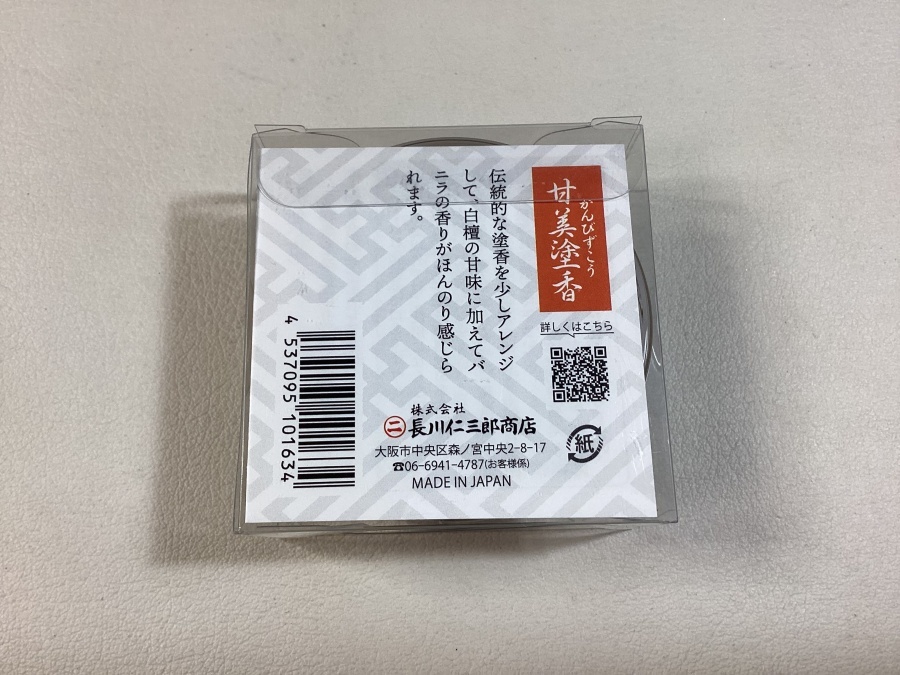 甘美塗香
かんびずこう
伝統的な塗香を少しアレンジ
して、白檀の甘味に加えてバ
ニラの香りがほんのり感じら
れます。
詳しくはこちら
紙
株式会社
二 長川仁三郎商店
大阪市中央区森ノ宮中央2-8-17
☎06-6941-4787(お客様係)
MADE IN JAPAN
4 537095 101634